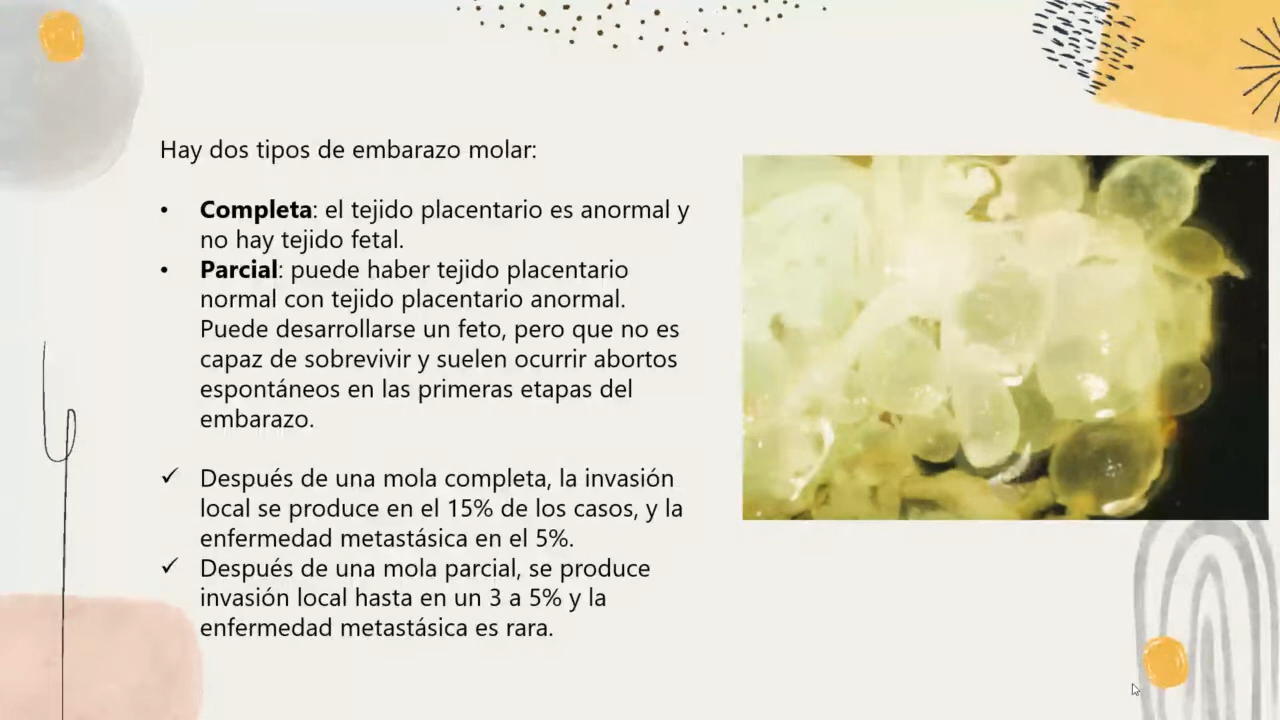 Hay dos tipos de embarazo molar:
• Completa: el tejido placentario es anormal y
no hay tejido fetal.
• Parcial: puede haber tejido placentario
normal con tejido placentario anormal.
Puede desarrollarse un feto, pero que no es
capaz de sobrevivir y suelen ocurrir abortos
espontáneos en las primeras etapas del
embarazo.
✓ Después de una mola completa, la invasión
local se produce en el 15% de los casos, y la
enfermedad metastásica en el 5%.
✓ Después de una mola parcial, se produce
invasión local hasta en un 3 a 5% y la
enfermedad metastásica es rara.